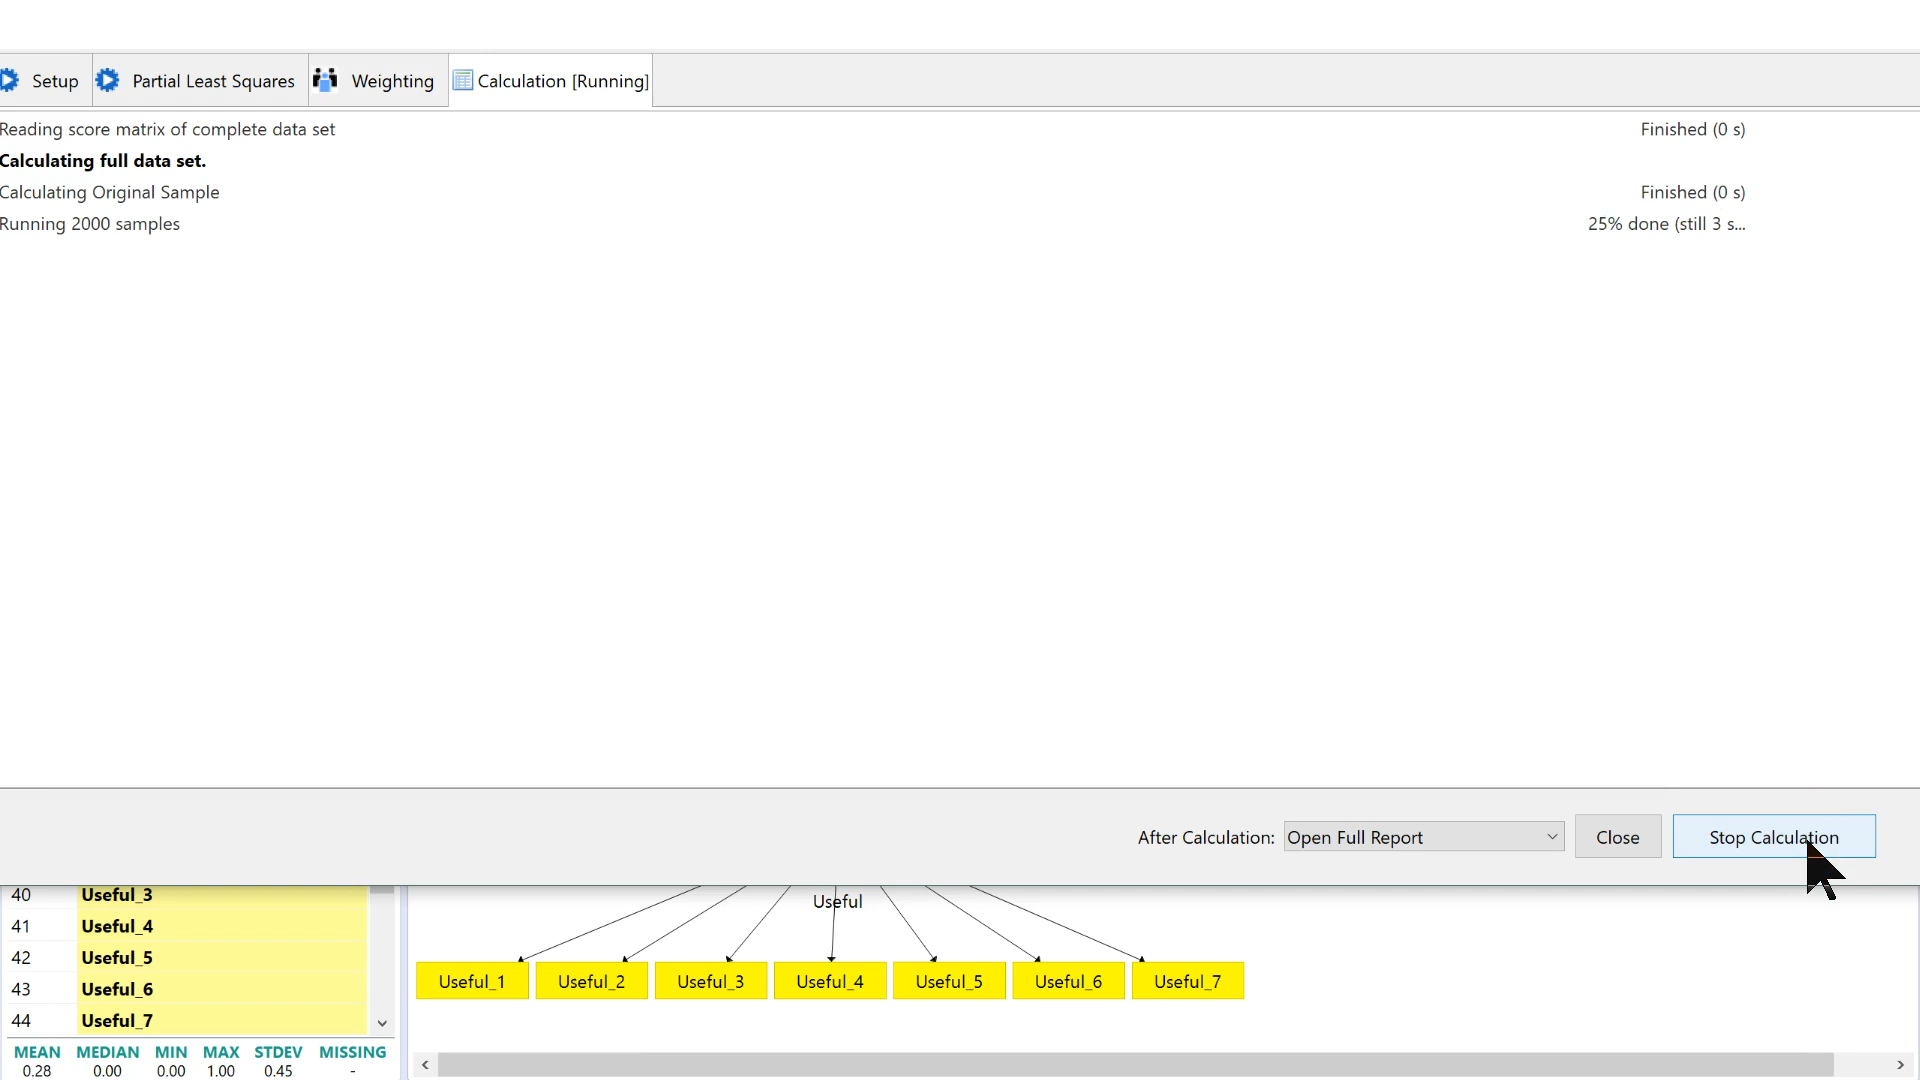 Setup Partial Least Squares Weighting Calculation [Running]
Reading score matrix of complete data set Finished (0 s)
Calculating full data set.
Calculating Original Sample Finished (0 s)
Running 2000 samples 25% done (still 3 s...
After Calculation: Open Full Report Close Stop Calculation
40 Useful_3
41 Useful_4
42 Useful_5
43 Useful_6
44 Useful_7
MEAN MEDIAN MIN MAX STDEV MISSING
0.28 0.00 0.00 1.00 0.45 -
Useful
Useful_1 Useful_2 Useful_3 Useful_4 Useful_5 Useful_6 Useful_7